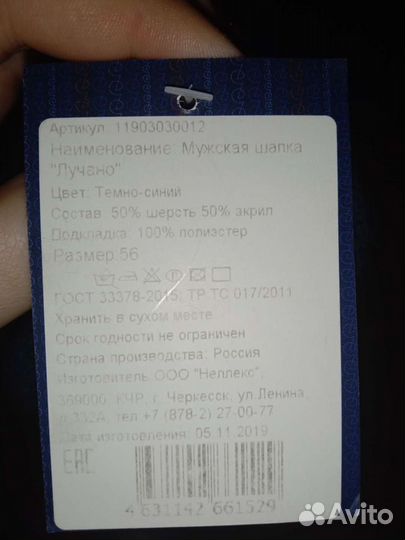 Артикул: 11903030012
Наименование: Мужская шапка
"Лучано"
Цвет: Темно-синий
Состав: 50% шерсть 50% акрил
Подкладка: 100% полиэстер
Размер:56
ГОСТ 33378-2015; ТР ТС 017/2011
Хранить в сухом месте.
Срок годности не ограничен
Страна производства: Россия
Изготовитель:ООО "Неллекс",
369000, КЧР, г. Черкесск, ул.Ленина,
д.332А, тел.+7 (878-2) 27-00-77
Дата изготовления: 05.11.2019
EAC
4 631142 661529
Avito